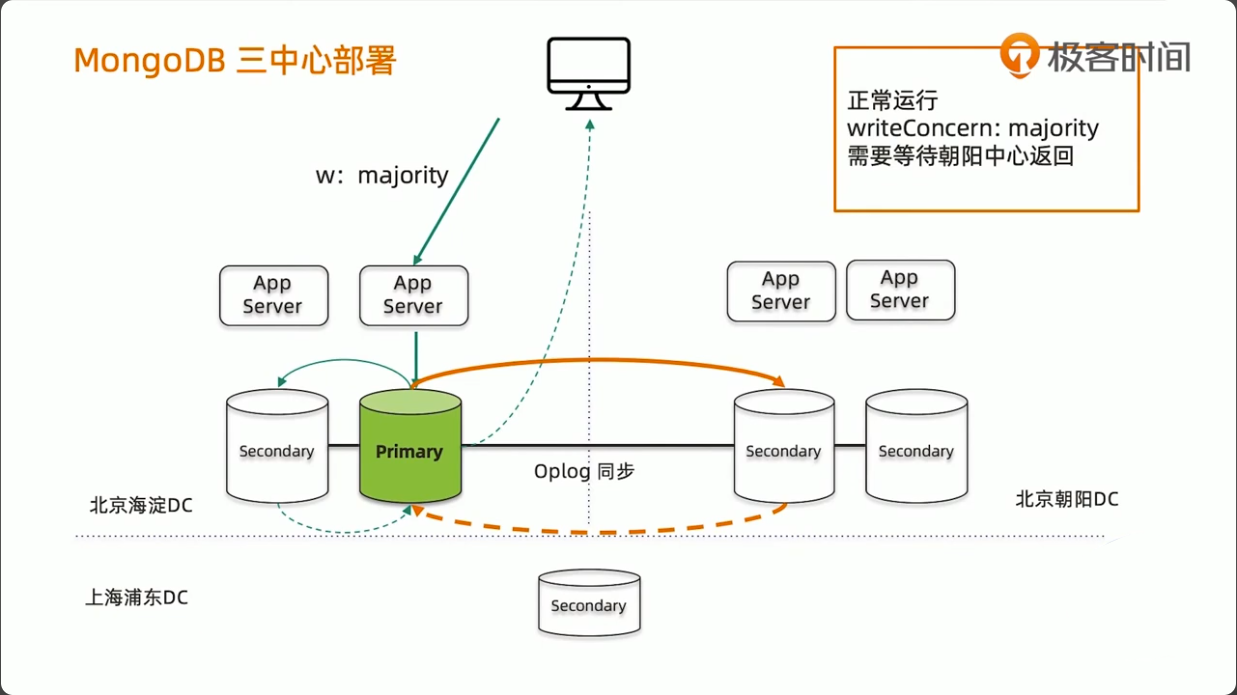 MongoDB 三中心部署
极客时间
正常运行
writeConcern: majority
需要等待朝阳中心返回
w: majority
App
Server
App
Server
App
Server
App
Server
Secondary
Primary
Secondary
Secondary
Oplog 同步
北京海淀DC
北京朝阳DC
上海浦东DC
Secondary